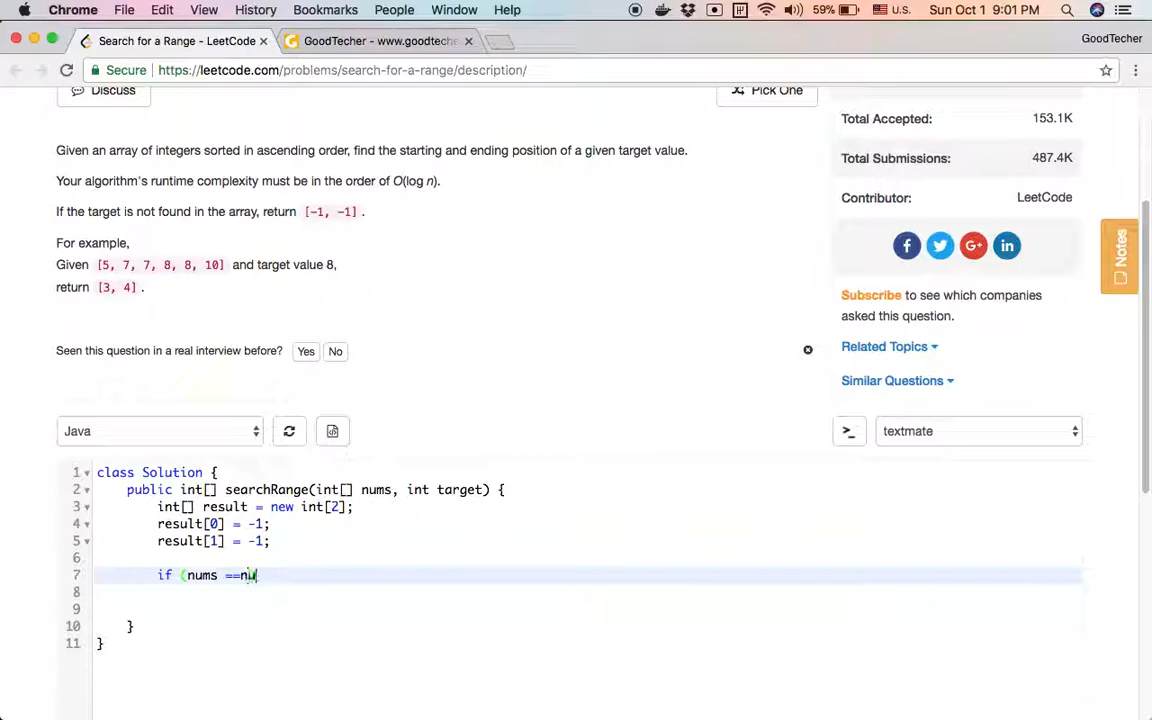 Chrome File Edit View History Bookmarks People Window Help 59% U.S. Sun Oct 1 9:01 PM
Search for a Range - LeetCode GoodTecher - www.goodteche GoodTecher
Secure https://leetcode.com/problems/search-for-a-range/description/
Discuss Pick One
Total Accepted: 153.1K
Given an array of integers sorted in ascending order, find the starting and ending position of a given target value.
Total Submissions: 487.4K
Your algorithm's runtime complexity must be in the order of O(log n).
Contributor: LeetCode
If the target is not found in the array, return [-1, -1].
For example,
Given [5, 7, 7, 8, 8, 10] and target value 8,
return [3, 4].
Notes
Subscribe to see which companies
asked this question.
Seen this question in a real interview before? Yes No
Related Topics
Similar Questions
Java >_ textmate
1 class Solution {
2 public int[] searchRange(int[] nums, int target) {
3 int[] result = new int[2];
4 result[0] = -1;
5 result[1] = -1;
6
7 if (nums ==nu
8
9
10 }
11 }